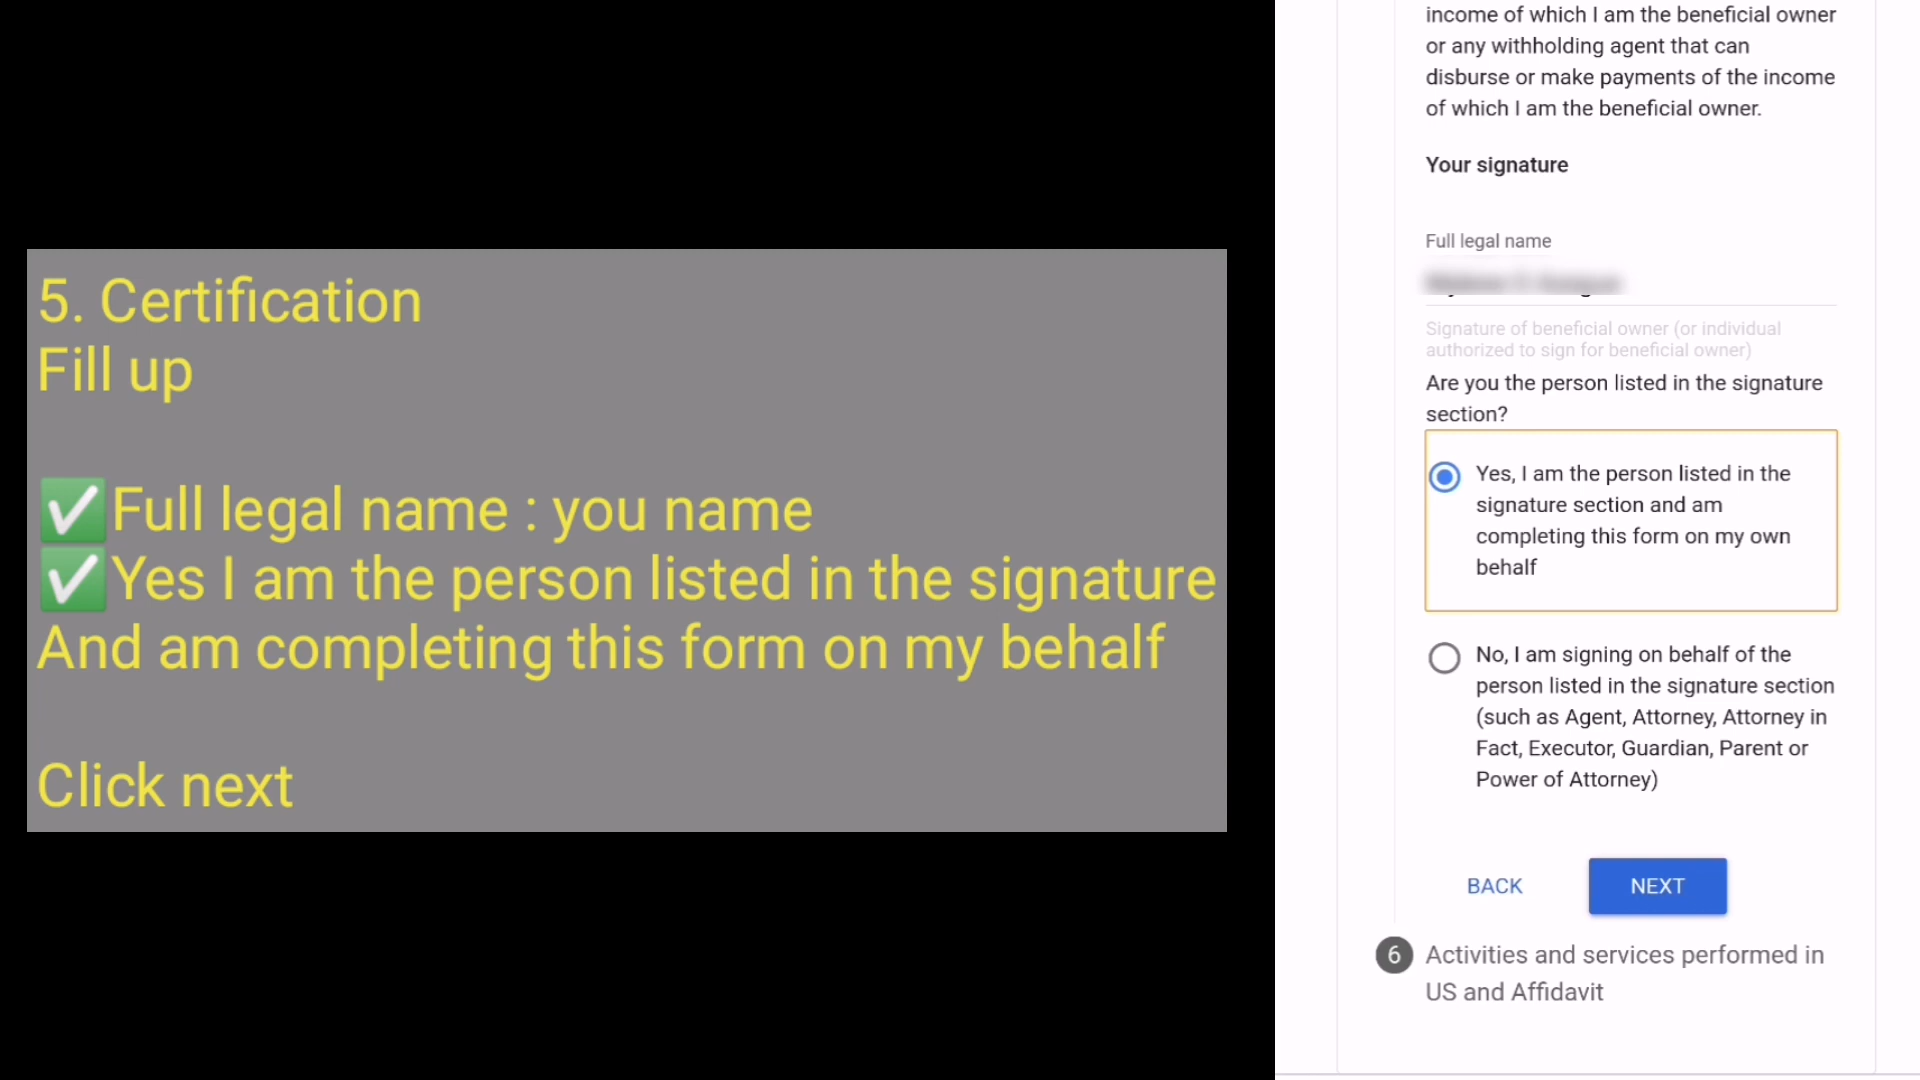 5. Certification
Fill up
✅Full legal name : you name
✅Yes I am the person listed in the signature
And am completing this form on my behalf
Click next
income of which I am the beneficial owner
or any withholding agent that can
disburse or make payments of the income
of which I am the beneficial owner.
Your signature
Full legal name
Signature of beneficial owner (or individual
authorized to sign for beneficial owner)
Are you the person listed in the signature
section?
Yes, I am the person listed in the
signature section and am
completing this form on my own
behalf
No, I am signing on behalf of the
person listed in the signature section
(such as Agent, Attorney, Attorney in
Fact, Executor, Guardian, Parent or
Power of Attorney)
BACK
NEXT
6 Activities and services performed in
US and Affidavit